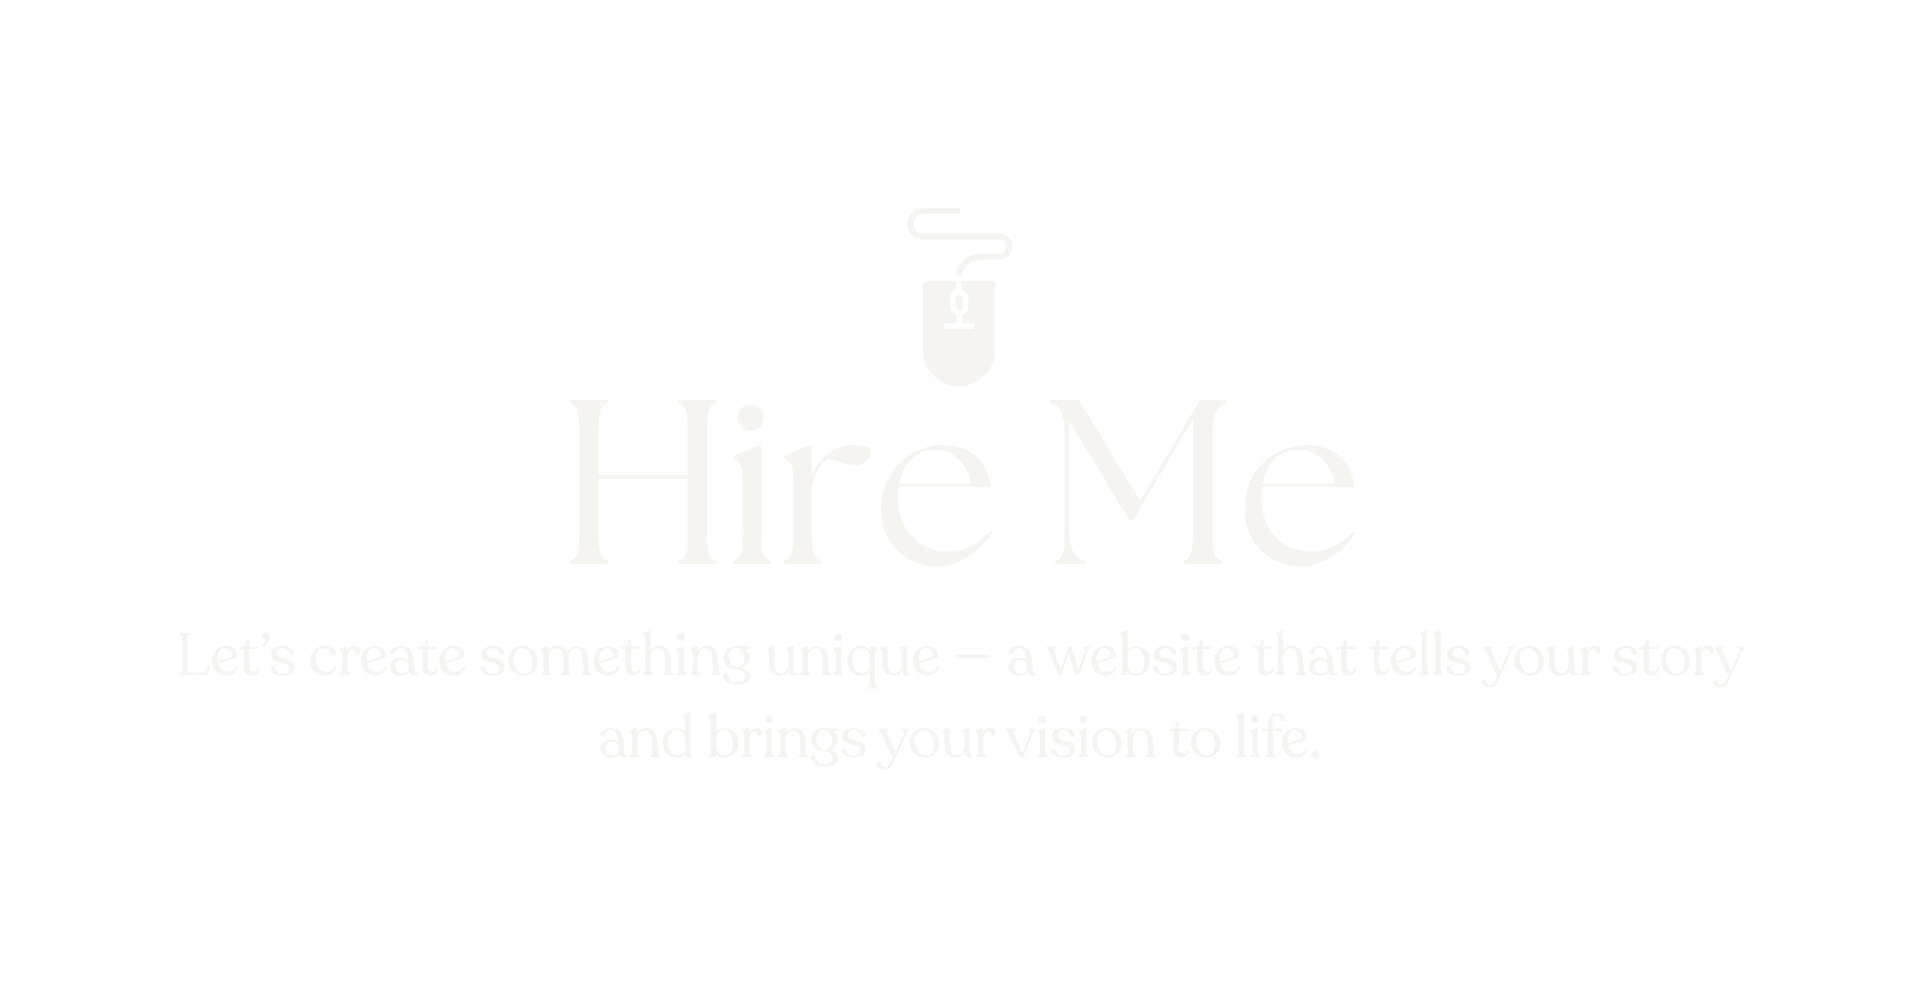 Hire Me
Let’s create something unique — a website that tells your story
and brings your vision to life.